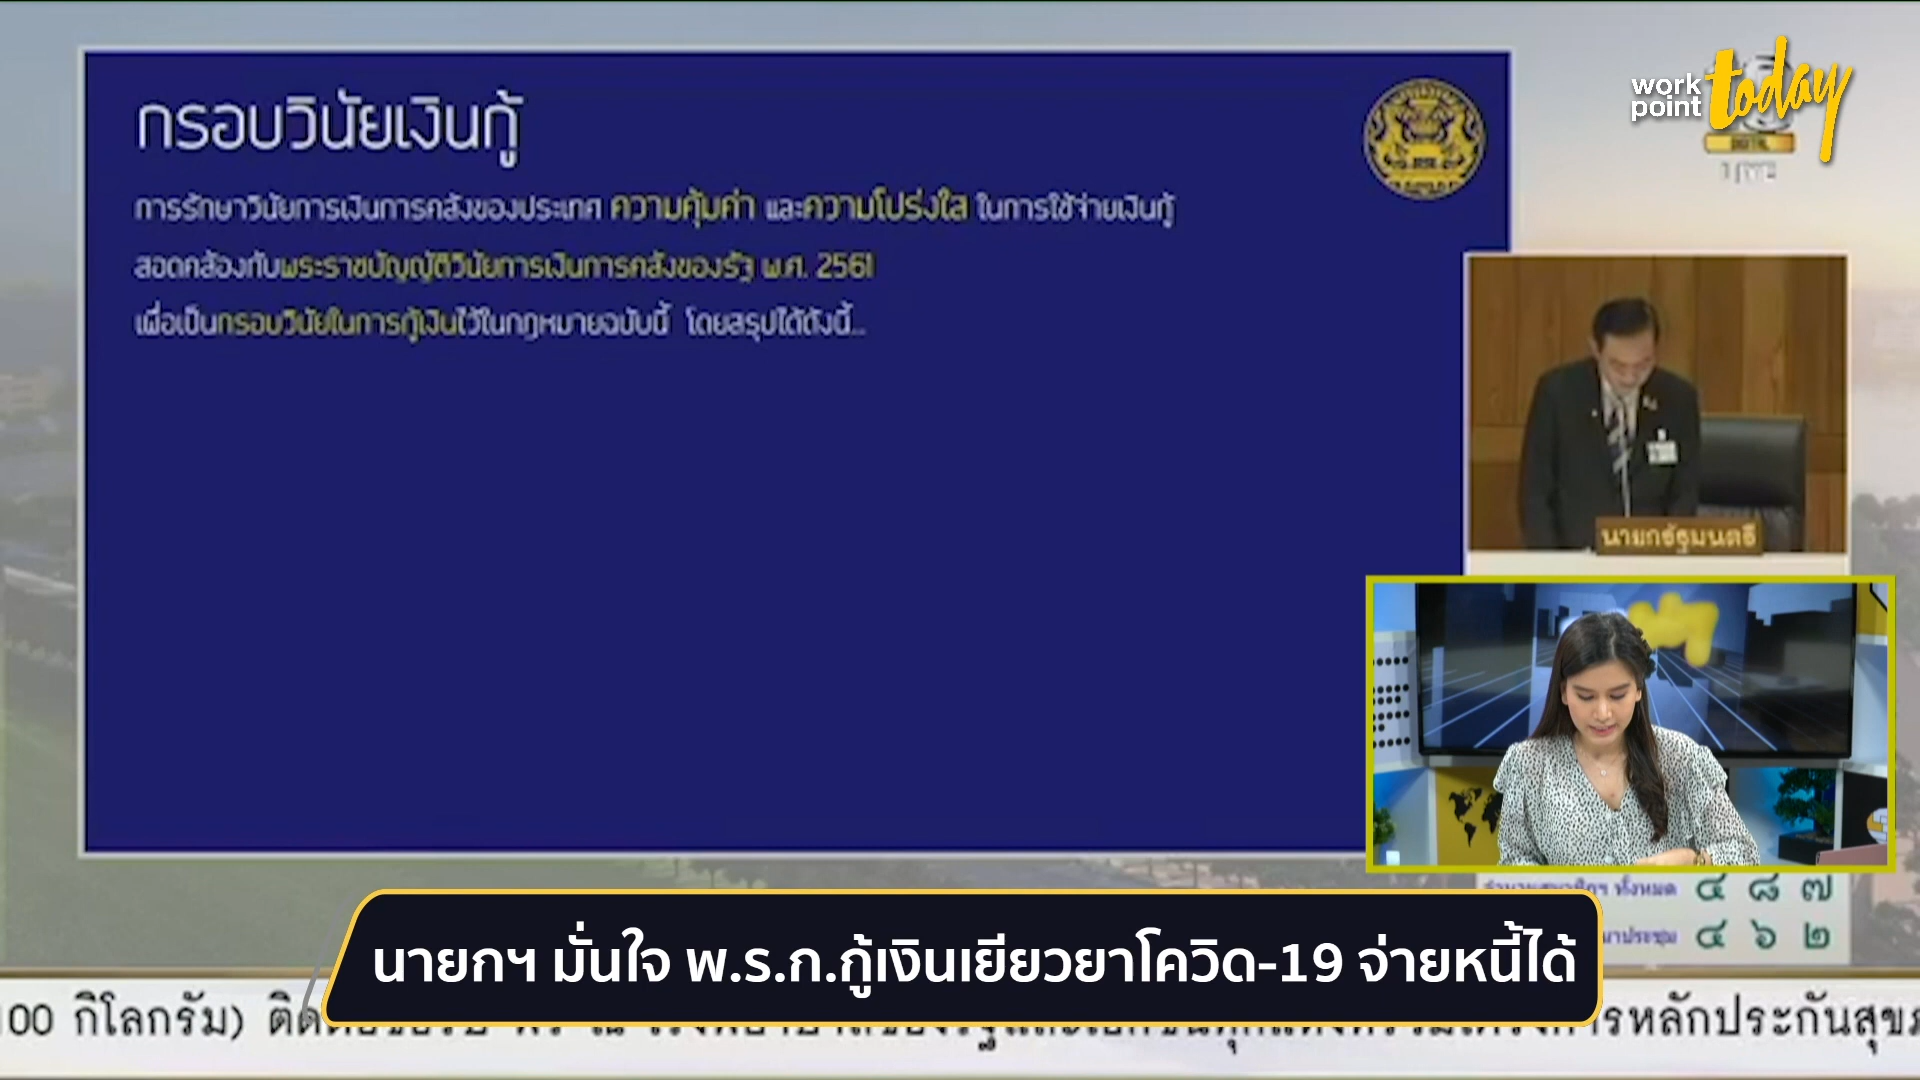 กรอบวินัยเงินกู้
การรักษาวินัยการเงินการคลังของประเทศ ความคุ้มค่า และความโปร่งใส ในการใช้จ่ายเงินกู้
สอดคล้องกับพระราชบัญญัติวินัยการเงินการคลังของรัฐ พ.ศ. 2561
เพื่อเป็นกรอบวินัยในการกู้เงินไว้ในกฎหมายฉบับนี้ โดยสรุปได้ดังนี้...
work
point today
นายกรัฐมนตรี
ทั้งหมด ๔๘๗
มาประชุม ๔๖๒
นายกฯ มั่นใจ พ.ร.ก.กู้เงินเยียวยาโควิด-19 จ่ายหนี้ได้
100 กิโลกรัม) หลักประกันสุข